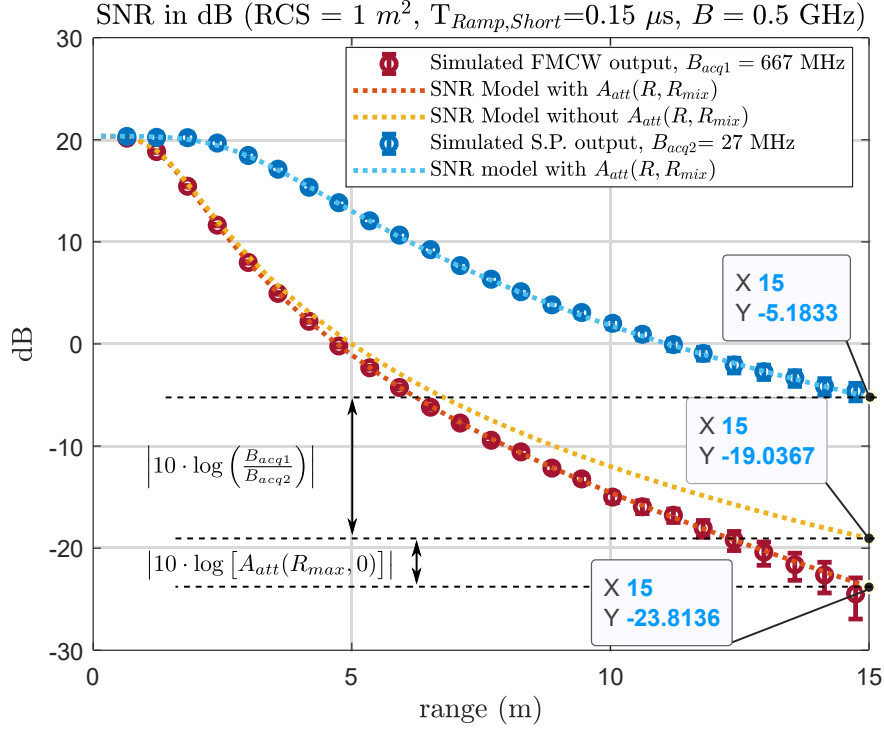 SNR in dB (RCS = 1 m², T_{Ramp,Short}=0.15 μs, B = 0.5 GHz)
30
20
10
0
-10
-20
-30
dB
Simulated FMCW output, B_{acq1} = 667 MHz
SNR Model with A_{att}(R, R_{mix})
SNR Model without A_{att}(R, R_{mix})
Simulated S.P. output, B_{acq2}= 27 MHz
SNR model with A_{att}(R, R_{mix})
X 15
Y -5.1833
X 15
Y -19.0367
|10 · log (B_{acq1}/B_{acq2})|
|10 · log [A_{att}(R_{max}, 0)]|
X 15
Y -23.8136
0
5
10
15
range (m)